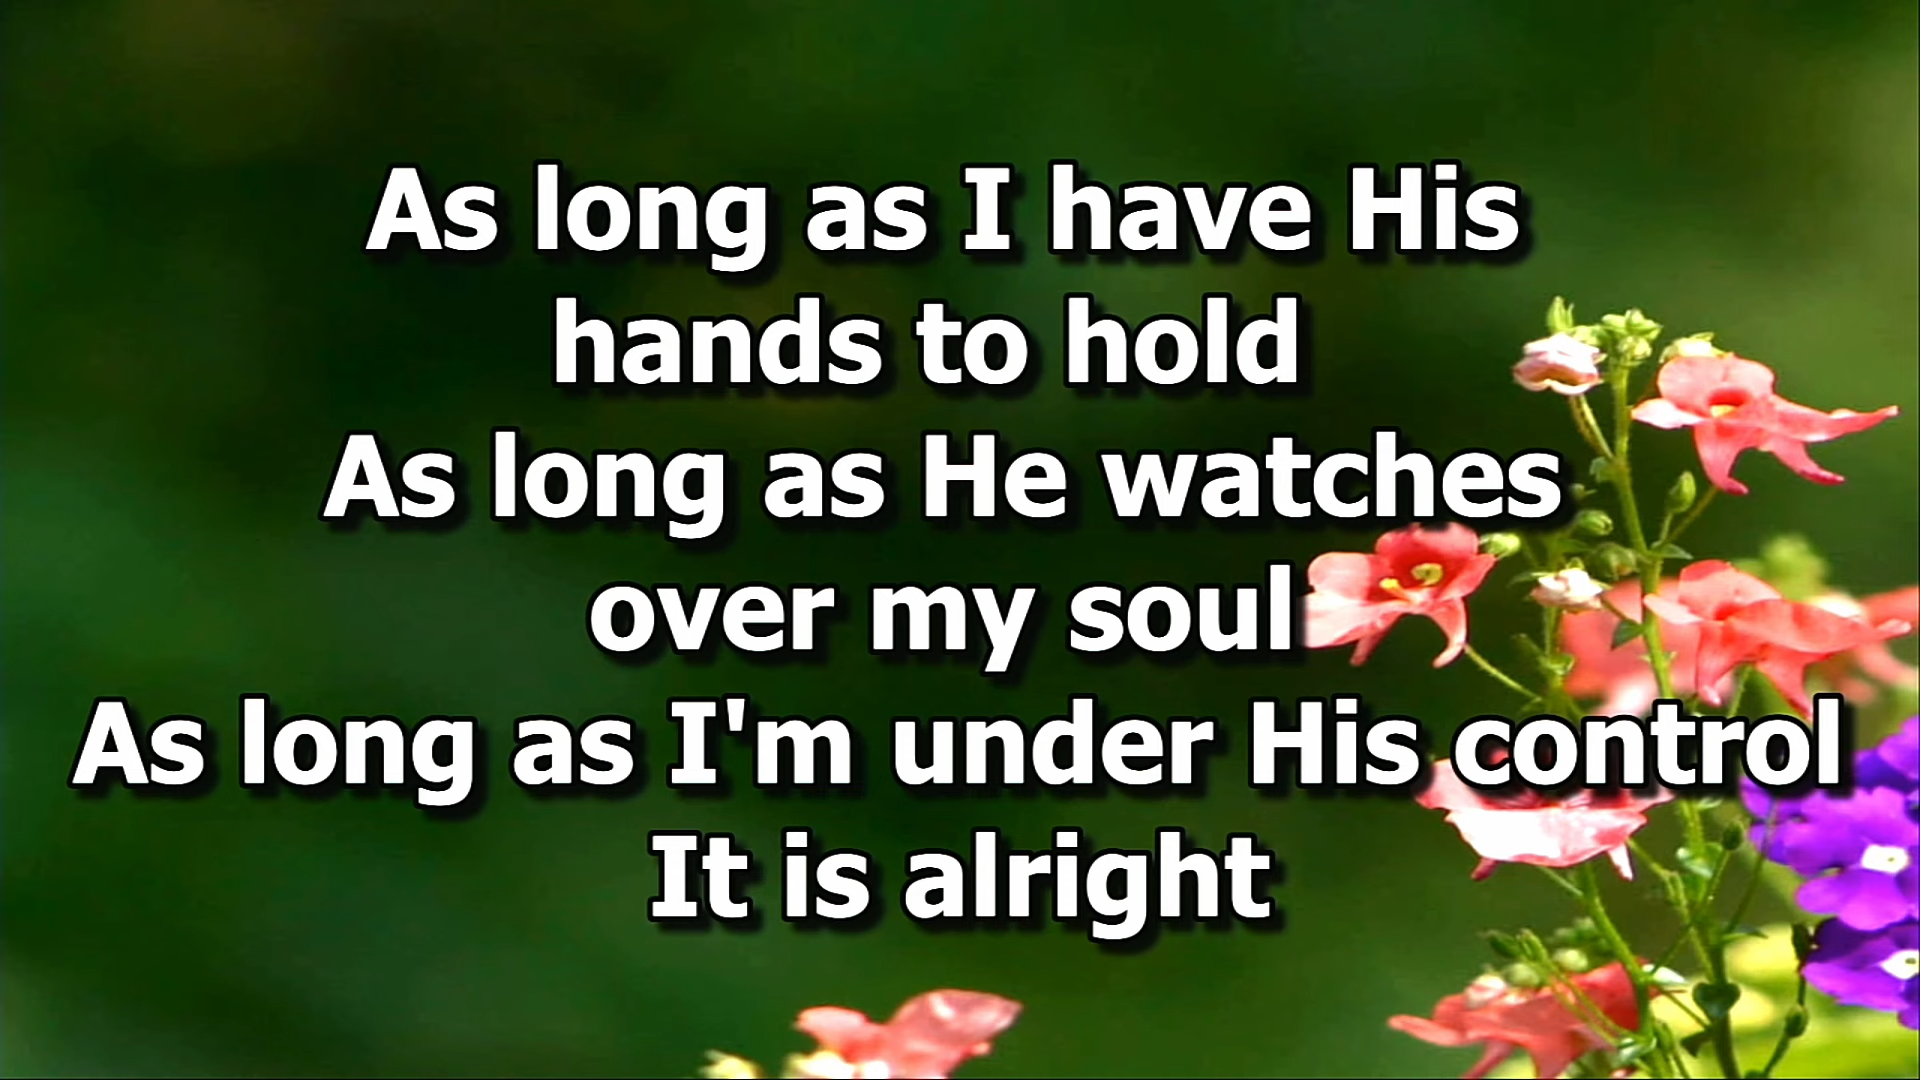 As long as I have His
hands to hold
As long as He watches
over my soul
As long as I'm under His control
It is alright